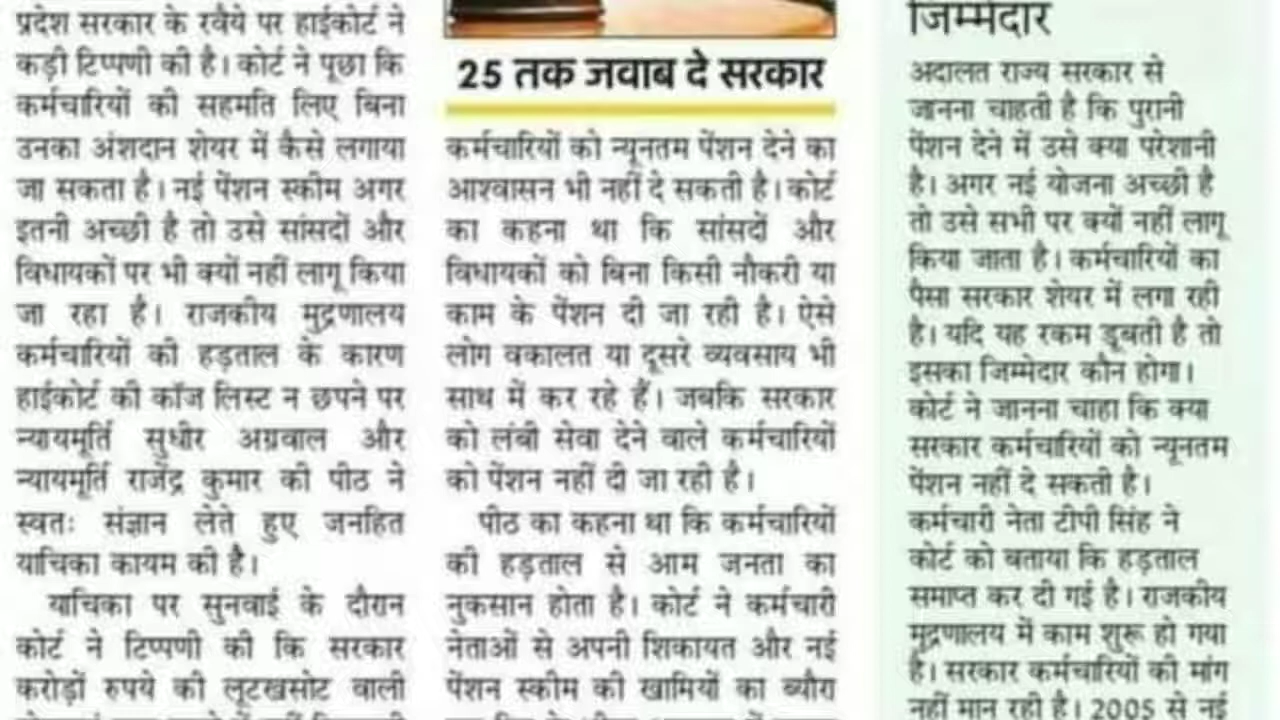 प्रदेश सरकार के रवैये पर हाईकोर्ट ने
कड़ी टिप्पणी की है। कोर्ट ने पूछा कि
कर्मचारियों की सहमति लिए बिना
उनका अंशदान शेयर में कैसे लगाया
जा सकता है। नई पेंशन स्कीम अगर
इतनी अच्छी है तो उसे सांसदों और
विधायकों पर भी क्यों नहीं लागू किया
जा रहा है। राजकीय मुद्रणालय
कर्मचारियों की हड़ताल के कारण
हाईकोर्ट की कॉज लिस्ट न छपने पर
न्यायमूर्ति सुधीर अग्रवाल और
न्यायमूर्ति राजेंद्र कुमार की पीठ ने
स्वतः संज्ञान लेते हुए जनहित
याचिका कायम की है।
याचिका पर सुनवाई के दौरान
कोर्ट ने टिप्पणी की कि सरकार
करोड़ों रुपये की लूटखसोट वाली
25 तक जवाब दे सरकार
कर्मचारियों को न्यूनतम पेंशन देने का
आश्वासन भी नहीं दे सकती है। कोर्ट
का कहना था कि सांसदों और
विधायकों को बिना किसी नौकरी या
काम के पेंशन दी जा रही है। ऐसे
लोग वकालत या दूसरे व्यवसाय भी
साथ में कर रहे हैं। जबकि सरकार
को लंबी सेवा देने वाले कर्मचारियों
को पेंशन नहीं दी जा रही है।
पीठ का कहना था कि कर्मचारियों
की हड़ताल से आम जनता का
नुकसान होता है। कोर्ट ने कर्मचारी
नेताओं से अपनी शिकायत और नई
पेंशन स्कीम की खामियों का ब्यौरा
जिम्मेदार
अदालत राज्य सरकार से
जानना चाहती है कि पुरानी
पेंशन देने में उसे क्या परेशानी
है। अगर नई योजना अच्छी है
तो उसे सभी पर क्यों नहीं लागू
किया जाता है। कर्मचारियों का
पैसा सरकार शेयर में लगा रही
है। यदि यह रकम डूबती है तो
इसका जिम्मेदार कौन होगा।
कोर्ट ने जानना चाहा कि क्या
सरकार कर्मचारियों को न्यूनतम
पेंशन नहीं दे सकती है।
कर्मचारी नेता टीपी सिंह ने
कोर्ट को बताया कि हड़ताल
समाप्त कर दी गई है। राजकीय
मुद्रणालय में काम शुरू हो गया
है। सरकार कर्मचारियों की मांग
नहीं मान रही है। 2005 से नई